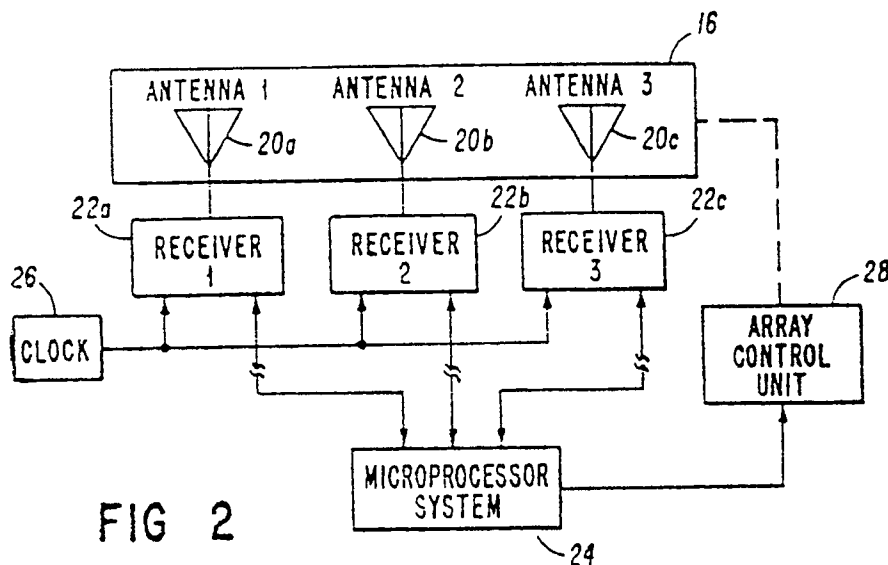 16
ANTENNA 1 ANTENNA 2 ANTENNA 3
20a 20b 20c
22a 22b 22c
RECEIVER
1
RECEIVER
2
RECEIVER
3
26
CLOCK
28
ARRAY
CONTROL
UNIT
MICROPROCESSOR
SYSTEM
24
FIG 2